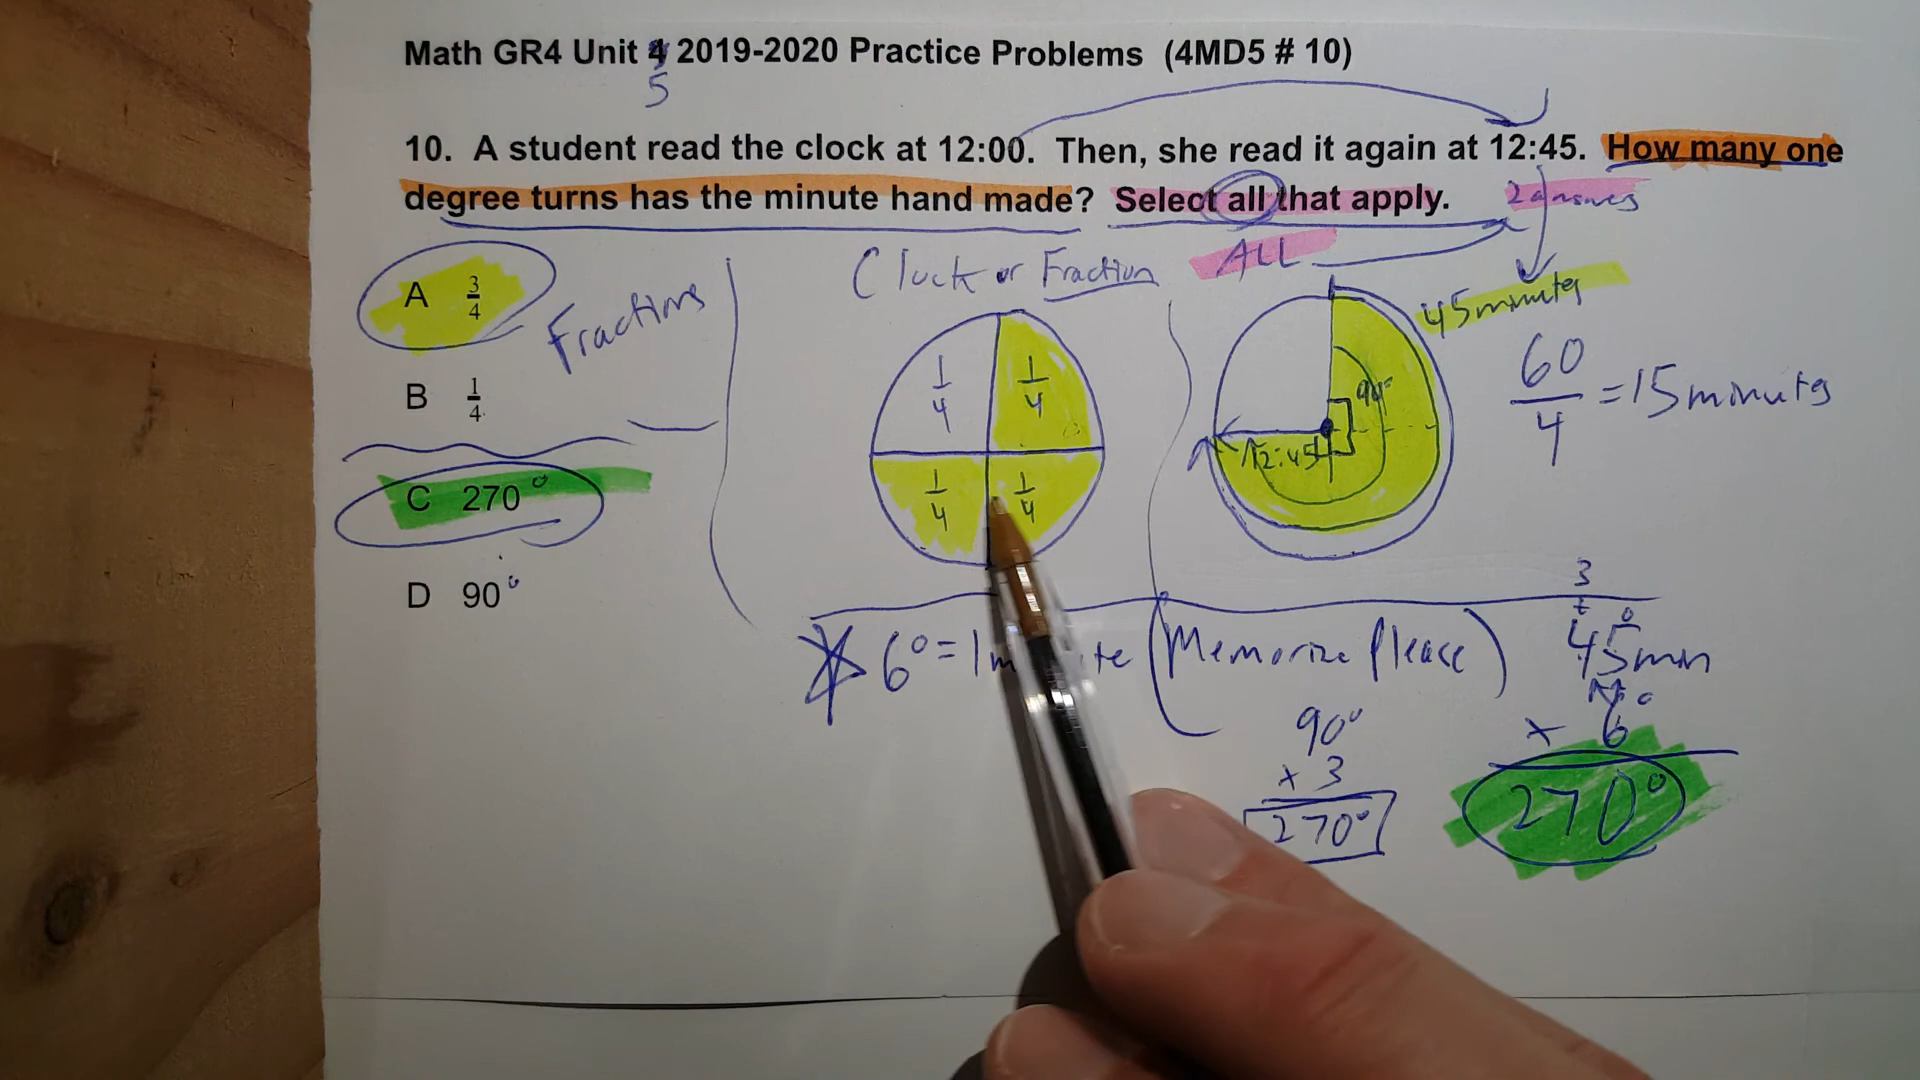 Math GR4 Unit 4 2019-2020 Practice Problems (4MD5 # 10)
5
10. A student read the clock at 12:00. Then, she read it again at 12:45. How many one
degree turns has the minute hand made? Select all that apply. 2 answers
ALL
Clock or Fraction
A 3/4
Fractions
B 1/4
C 270°
D 90°
1/4 1/4
1/4 1/4
90°
12:45
45 minutes
60/4 = 15 minutes
6° = 1 m te (Memorize Please)
3
+
45 min
x 6
270°
90°
x 3
270°